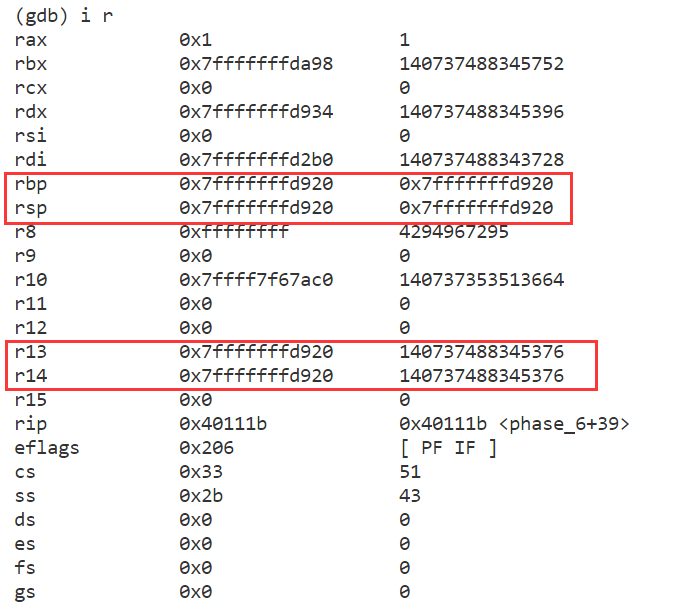 (gdb) i r
rax 0x1 1
rbx 0x7fffffffda98 140737488345752
rcx 0x0 0
rdx 0x7fffffffd934 140737488345396
rsi 0x0 0
rdi 0x7fffffffd2b0 140737488343728
rbp 0x7fffffffd920 0x7fffffffd920
rsp 0x7fffffffd920 0x7fffffffd920
r8 0xffffffff 4294967295
r9 0x0 0
r10 0x7ffff7f67ac0 140737353513664
r11 0x0 0
r12 0x0 0
r13 0x7fffffffd920 140737488345376
r14 0x7fffffffd920 140737488345376
r15 0x0 0
rip 0x40111b 0x40111b <phase_6+39>
eflags 0x206 [ PF IF ]
cs 0x33 51
ss 0x2b 43
ds 0x0 0
es 0x0 0
fs 0x0 0
gs 0x0 0